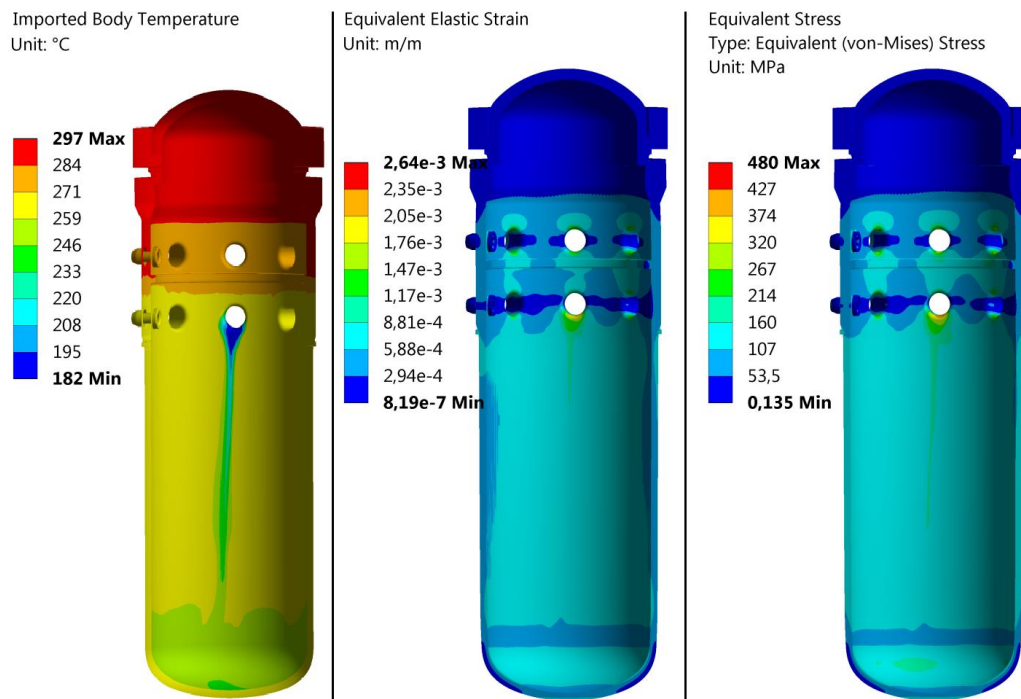 Imported Body Temperature
Unit: °C
297 Max
284
271
259
246
233
220
208
195
182 Min
Equivalent Elastic Strain
Unit: m/m
2,64e-3 Max
2,35e-3
2,05e-3
1,76e-3
1,47e-3
1,17e-3
8,81e-4
5,88e-4
2,94e-4
8,19e-7 Min
Equivalent Stress
Type: Equivalent (von-Mises) Stress
Unit: MPa
480 Max
427
374
320
267
214
160
107
53,5
0,135 Min